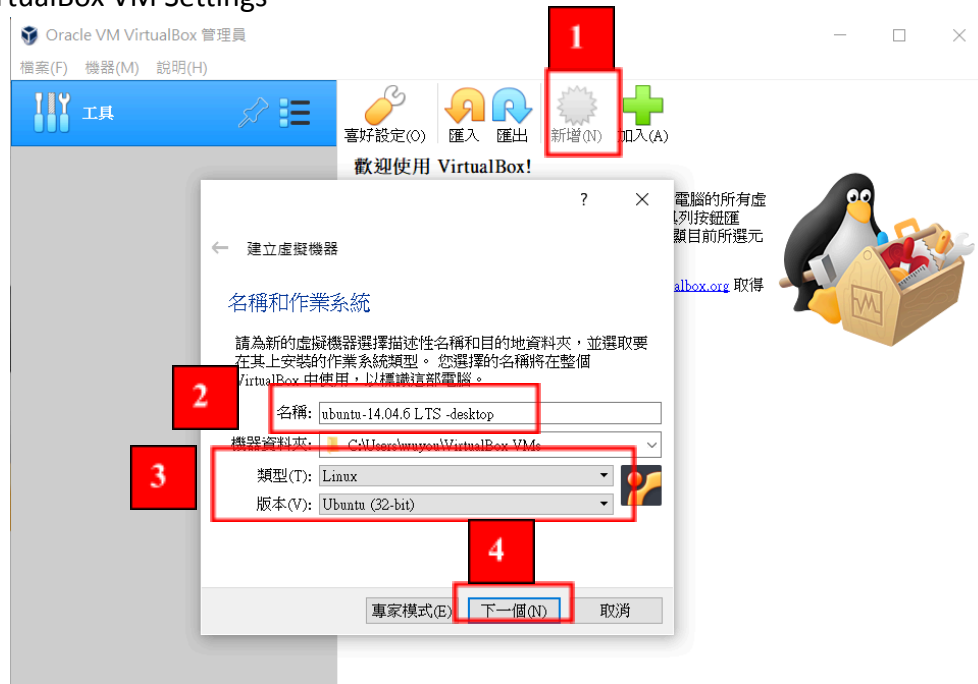 rtualBox VM Settings
Oracle VM VirtualBox 管理員
檔案(F) 機器(M) 說明(H)
1
工具
喜好設定(O) 匯入 匯出 新增(N) 加入(A)
歡迎使用 VirtualBox!
電腦的所有虛
列按鈕匯
顯目前所選元
albox.org 取得
? ×
← 建立虛擬機器
名稱和作業系統
請為新的虛擬機器選擇描述性名稱和目的地資料夾，並選取要
在其上安裝的作業系統類型。 您選擇的名稱將在整個
VirtualBox 中使用，以標識這部電腦。
2
名稱: ubuntu-14.04.6 LTS -desktop
機器資料夾: C:\Users\wuyou\VirtualBox VMs
3
類型(T): Linux
版本(V): Ubuntu (32-bit)
4
專家模式(E) 下一個(N) 取消